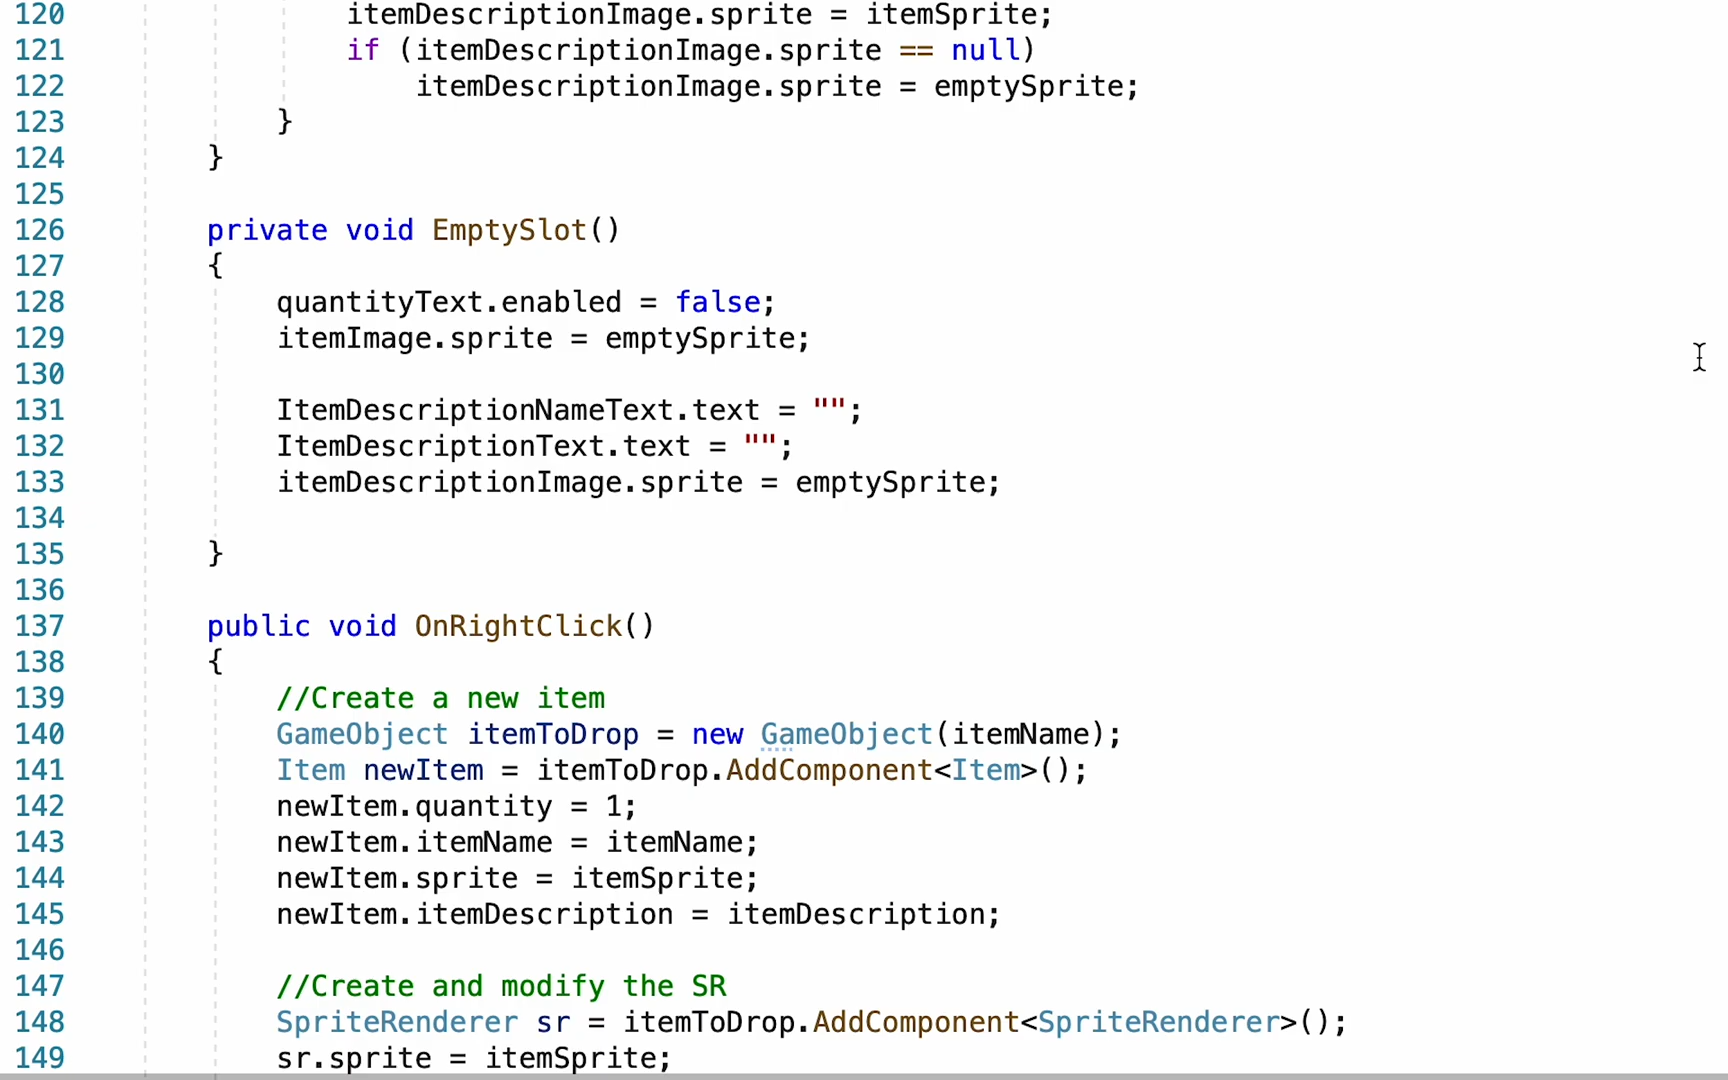 120 itemDescriptionImage.sprite = itemSprite;
121 if (itemDescriptionImage.sprite == null)
122 itemDescriptionImage.sprite = emptySprite;
123 }
124 }
125
126 private void EmptySlot()
127 {
128 quantityText.enabled = false;
129 itemImage.sprite = emptySprite;
130
131 ItemDescriptionNameText.text = "";
132 ItemDescriptionText.text = "";
133 itemDescriptionImage.sprite = emptySprite;
134
135 }
136
137 public void OnRightClick()
138 {
139 //Create a new item
140 GameObject itemToDrop = new GameObject(itemName);
141 Item newItem = itemToDrop.AddComponent<Item>();
142 newItem.quantity = 1;
143 newItem.itemName = itemName;
144 newItem.sprite = itemSprite;
145 newItem.itemDescription = itemDescription;
146
147 //Create and modify the SR
148 SpriteRenderer sr = itemToDrop.AddComponent<SpriteRenderer>();
149 sr.sprite = itemSprite;